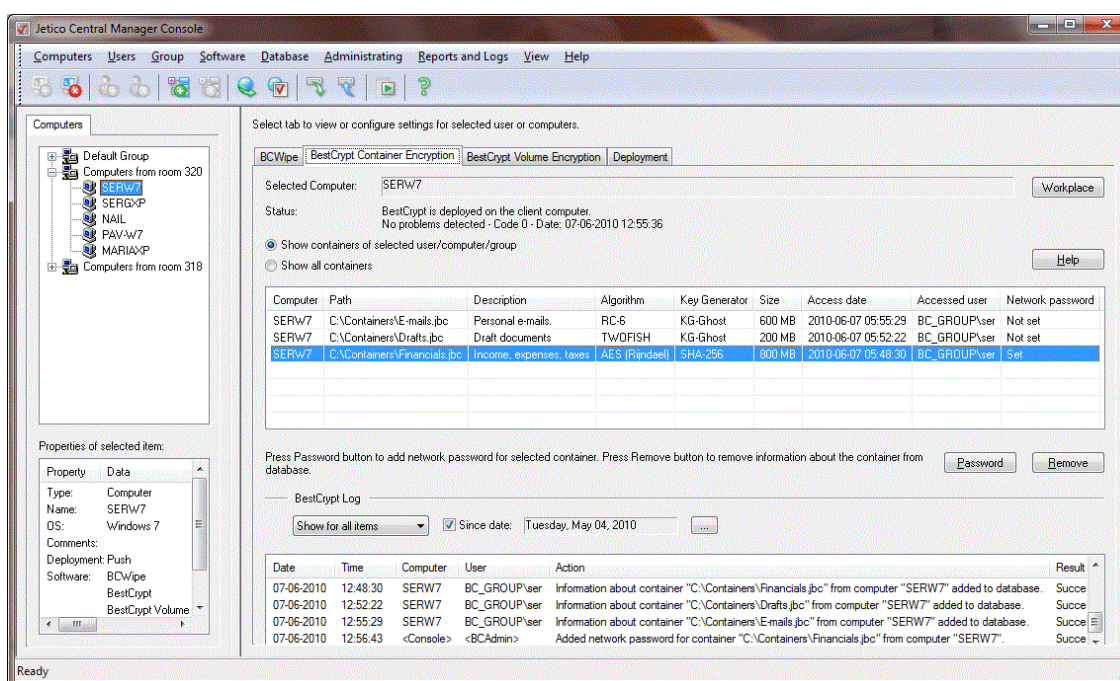 Jetico Central Manager Console
Computers Users Group Software Database Administrating Reports and Logs View Help
Computers
Default Group
Computers from room 320
SERW7
SERGXP
NAIL
PAV-W7
MARIAXP
Computers from room 318
Properties of selected item:
Property Data
Type: Computer
Name: SERW7
OS: Windows 7
Comments:
Deployment: Push
Software: BCWipe
BestCrypt
BestCrypt Volume
Select tab to view or configure settings for selected user or computers.
BCWipe BestCrypt Container Encryption BestCrypt Volume Encryption Deployment
Selected Computer: SERW7 Workplace
Status: BestCrypt is deployed on the client computer.
No problems detected - Code 0 - Date: 07-06-2010 12:55:36
Show containers of selected user/computer/group
Show all containers Help
Computer Path Description Algorithm Key Generator Size Access date Accessed user Network password
SERW7 C:\Containers\E-mails.jbc Personal e-mails. RC-6 KG-Ghost 600 MB 2010-06-07 05:55:29 BC_GROUP\ser Not set
SERW7 C:\Containers\Drafts.jbc Draft documents TWOFISH KG-Ghost 200 MB 2010-06-07 05:52:22 BC_GROUP\ser Not set
SERW7 C:\Containers\Financials.jbc Income, expenses, taxes AES (Rijndael) SHA-256 800 MB 2010-06-07 05:48:30 BC_GROUP\ser Set
Press Password button to add network password for selected container. Press Remove button to remove information about the container from
database. Password Remove
BestCrypt Log
Show for all items Since date: Tuesday, May 04, 2010 ...
Date Time Computer User Action Result
07-06-2010 12:48:30 SERW7 BC_GROUP\ser Information about container "C:\Containers\Financials.jbc" from computer "SERW7" added to database. Succe
07-06-2010 12:52:22 SERW7 BC_GROUP\ser Information about container "C:\Containers\Drafts.jbc" from computer "SERW7" added to database. Succe
07-06-2010 12:55:29 SERW7 BC_GROUP\ser Information about container "C:\Containers\E-mails.jbc" from computer "SERW7" added to database. Succe
07-06-2010 12:56:43 <Console> <BCAdmin> Added network password for container "C:\Containers\Financials.jbc" from computer "SERW7". Succe
Ready